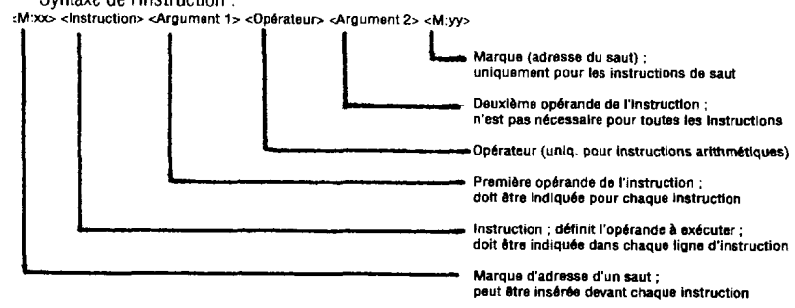 Syntaxe de l'instruction :
<M:xx> <Instruction> <Argument 1> <Opérateur> <Argument 2> <M:yy>
Marque (adresse du saut) ;
uniquement pour les instructions de saut
Deuxième opérande de l'instruction ;
n'est pas nécessaire pour toutes les instructions
Opérateur (uniq. pour instructions arithmétiques)
Première opérande de l'instruction ;
doit être indiquée pour chaque instruction
Instruction ; définit l'opérande à exécuter ;
doit être indiquée dans chaque ligne d'instruction
Marque d'adresse d'un saut ;
peut être insérée devant chaque instruction